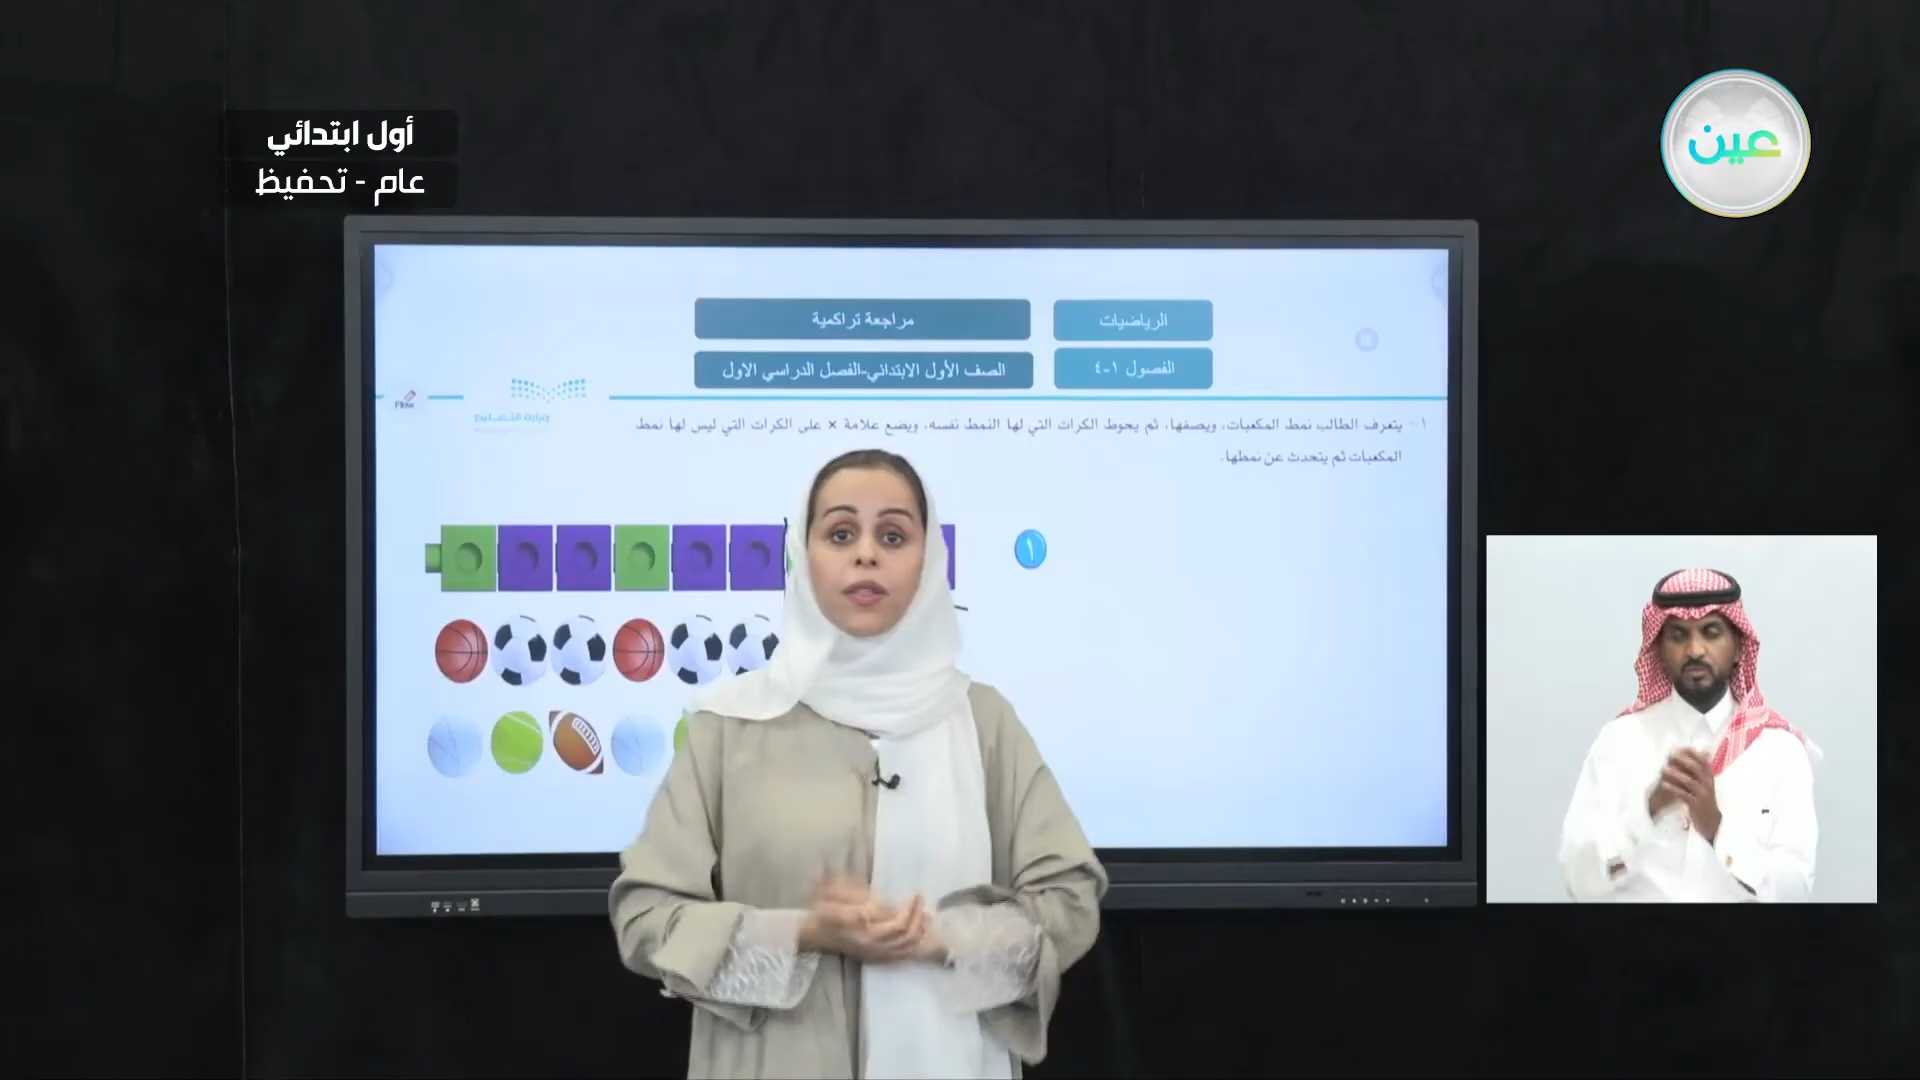 أول ابتدائي
عام - تحفيظ
عين
الرياضيات
مراجعة تراكمية
الفصول ١-٤
الصف الأول الابتدائي-الفصل الدراسي الاول
وزارة التعليم
١- يتعرف الطالب نمط المكعبات، ويصفها، ثم يحوط الكرات التي لها النمط نفسه، ويضع علامة × على الكرات التي ليس لها نمط
المكعبات ثم يتحدث عن نمطها.
١